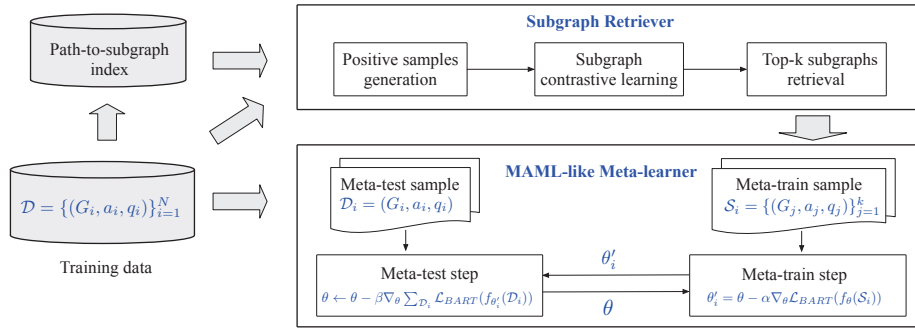 Path-to-subgraph
index
𝒟 = {(G_i, a_i, q_i)}_{i=1}^N
Training data
Subgraph Retriever
Positive samples
generation
Subgraph
contrastive learning
Top-k subgraphs
retrieval
MAML-like Meta-learner
Meta-test sample
𝒟_i = (G_i, a_i, q_i)
Meta-train sample
𝒮_i = {(G_j, a_j, q_j)}_{j=1}^k
Meta-test step
θ ← θ − β∇_θ ∑_{𝒟_i} ℒ_{BART}(f_{θ'_i}(𝒟_i))
θ'_i
θ
Meta-train step
θ'_i = θ − α∇_θ ℒ_{BART}(f_θ(𝒮_i))